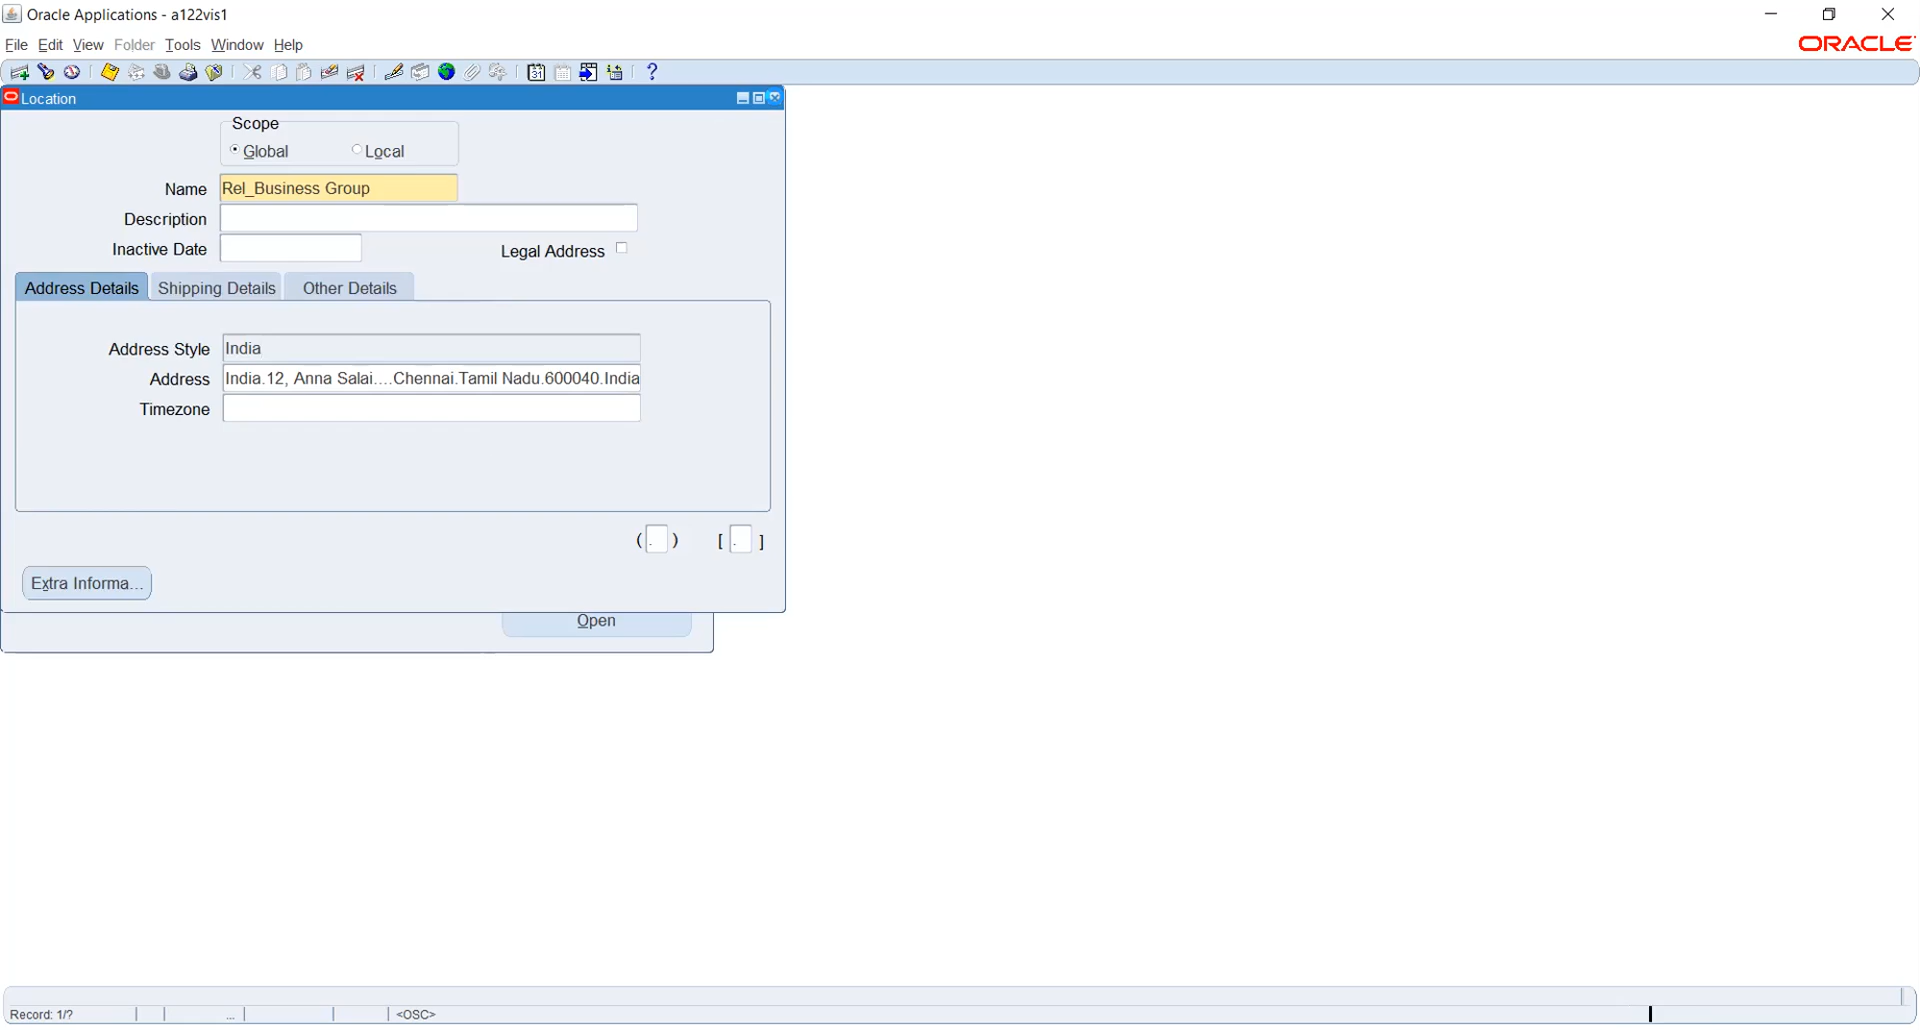 Oracle Applications - a122vis1
File Edit View Folder Tools Window Help
ORACLE
31 ?
Location
Scope
Global Local
Name Rel_Business Group
Description
Inactive Date
Legal Address
Address Details Shipping Details Other Details
Address Style India
Address India.12, Anna Salai....Chennai.Tamil Nadu.600040.India
Timezone
( . ) [ . ]
Extra Informa...
Open
Record: 1/? ... <OSC>